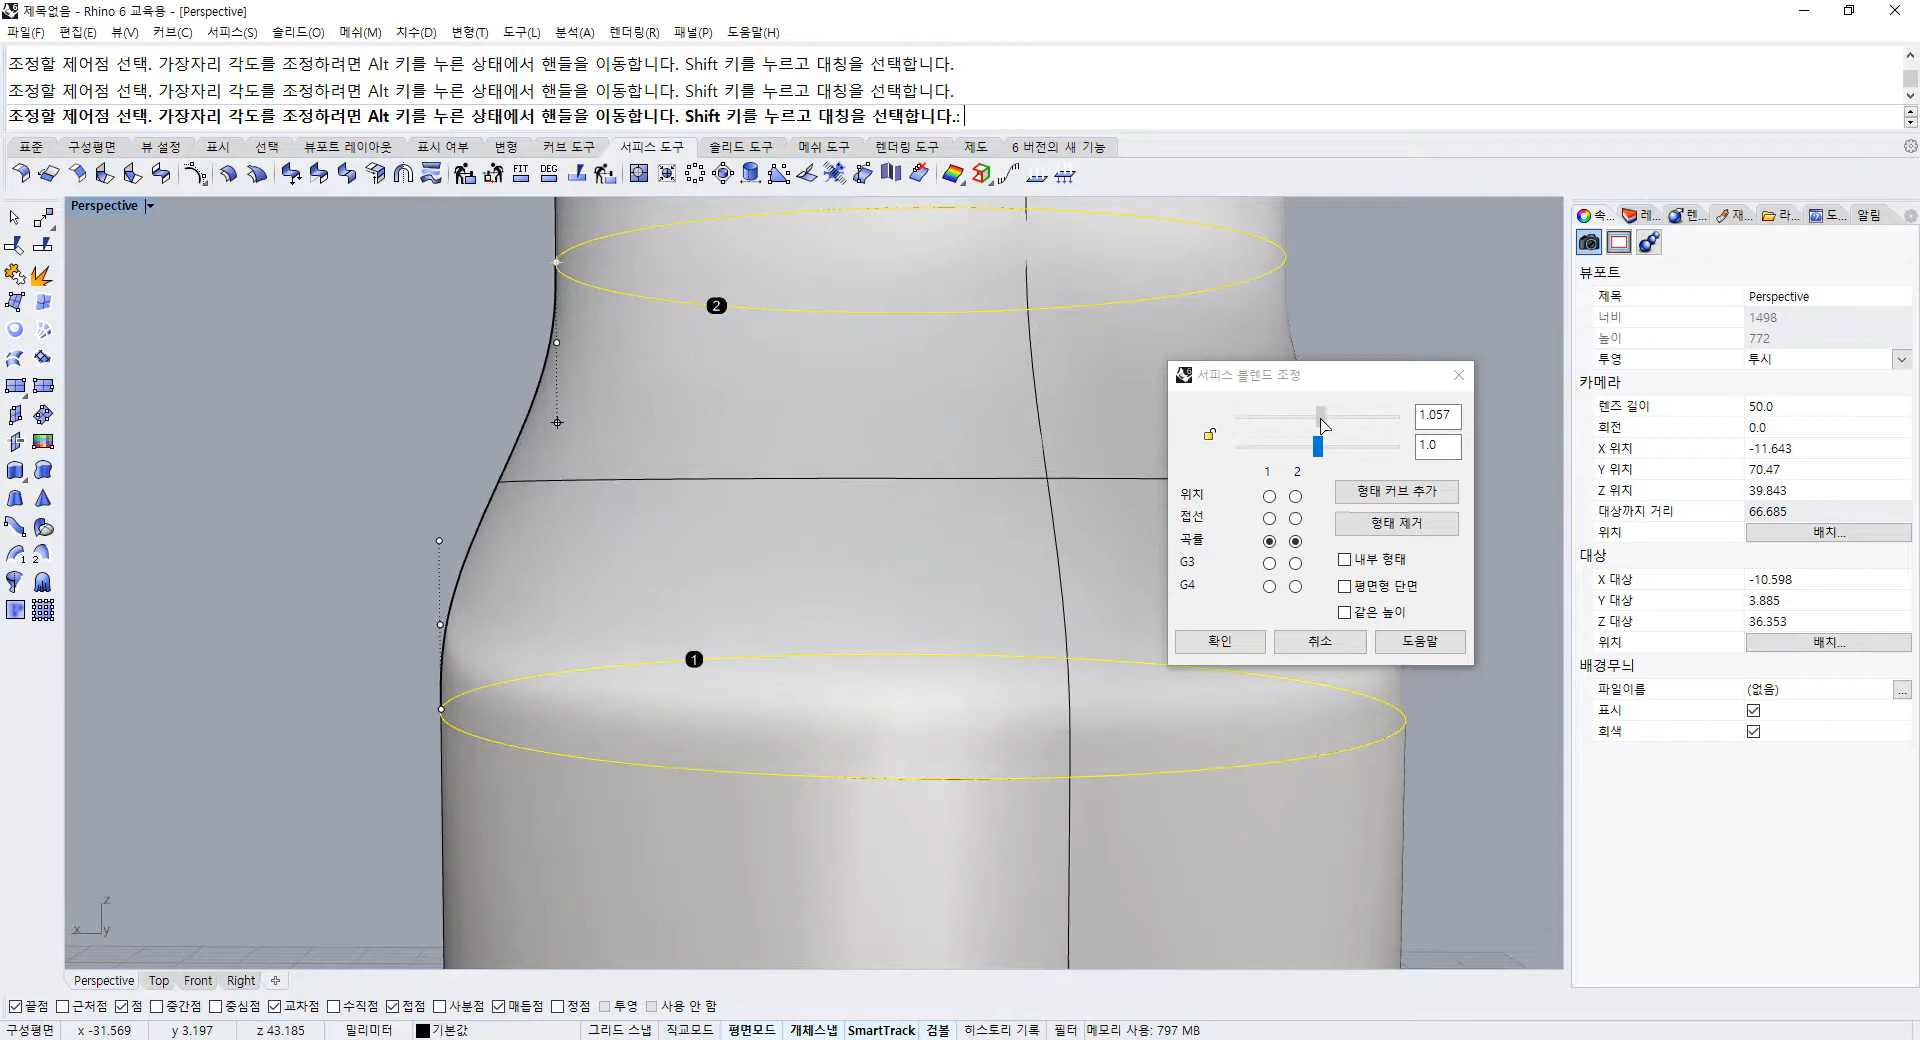 제목없음 - Rhino 6 교육용 - [Perspective]
파일(F) 편집(E) 뷰(V) 커브(C) 서피스(S) 솔리드(O) 메쉬(M) 치수(D) 변형(T) 도구(L) 분석(A) 렌더링(R) 패널(P) 도움말(H)
조정할 제어점 선택. 가장자리 각도를 조정하려면 Alt 키를 누른 상태에서 핸들을 이동합니다. Shift 키를 누르고 대칭을 선택합니다.
조정할 제어점 선택. 가장자리 각도를 조정하려면 Alt 키를 누른 상태에서 핸들을 이동합니다. Shift 키를 누르고 대칭을 선택합니다.
조정할 제어점 선택. 가장자리 각도를 조정하려면 Alt 키를 누른 상태에서 핸들을 이동합니다. Shift 키를 누르고 대칭을 선택합니다.:
표준 구성평면 뷰 설정 표시 선택 뷰포트 레이아웃 표시 여부 변형 커브 도구 서피스 도구 솔리드 도구 메쉬 도구 렌더링 도구 제도 6 버전의 새 기능
FIT DEG
Perspective
속... 레... 렌... 재... 라... 도... 알림
뷰포트
제목 Perspective
너비 1498
높이 772
투영 투시
카메라
렌즈 길이 50.0
회전 0.0
X 위치 -11.643
Y 위치 70.47
Z 위치 39.843
대상까지 거리 66.685
위치 배치...
대상
X 대상 -10.598
Y 대상 3.885
Z 대상 36.353
위치 배치...
배경무늬
파일이름 (없음) ...
표시
회색
2
1
서피스 블렌드 조정
1.057
1.0
1 2
위치
접선
곡률
G3
G4
형태 커브 추가
형태 제거
내부 형태
평면형 단면
같은 높이
확인 취소 도움말
z
x y
Perspective Top Front Right
끝점 근처점 점 중간점 중심점 교차점 수직점 접점 사분점 매듭점 정점 투영 사용 안 함
구성평면 x -31.569 y 3.197 z 43.185 밀리미터 기본값 그리드 스냅 직교모드 평면모드 개체스냅 SmartTrack 검볼 히스토리 기록 필터 메모리 사용: 797 MB